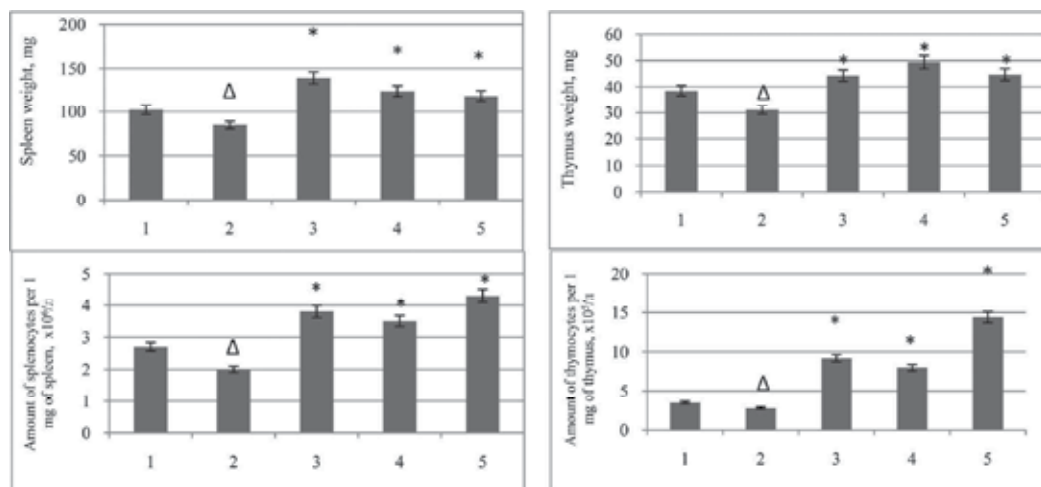 200
150
100
50
0
Spleen weight, mg
Δ
*
*
*
1 2 3 4 5
60
50
40
30
20
10
0
Thymus weight, mg
Δ
*
*
*
1 2 3 4 5
5
4
3
2
1
0
Amount of splenocytes per 1
mg of spleen,
Δ
*
*
*
1 2 3 4 5
20
15
10
5
0
Amount of thymocytes per 1
mg of thymus,
Δ
*
*
*
1 2 3 4 5